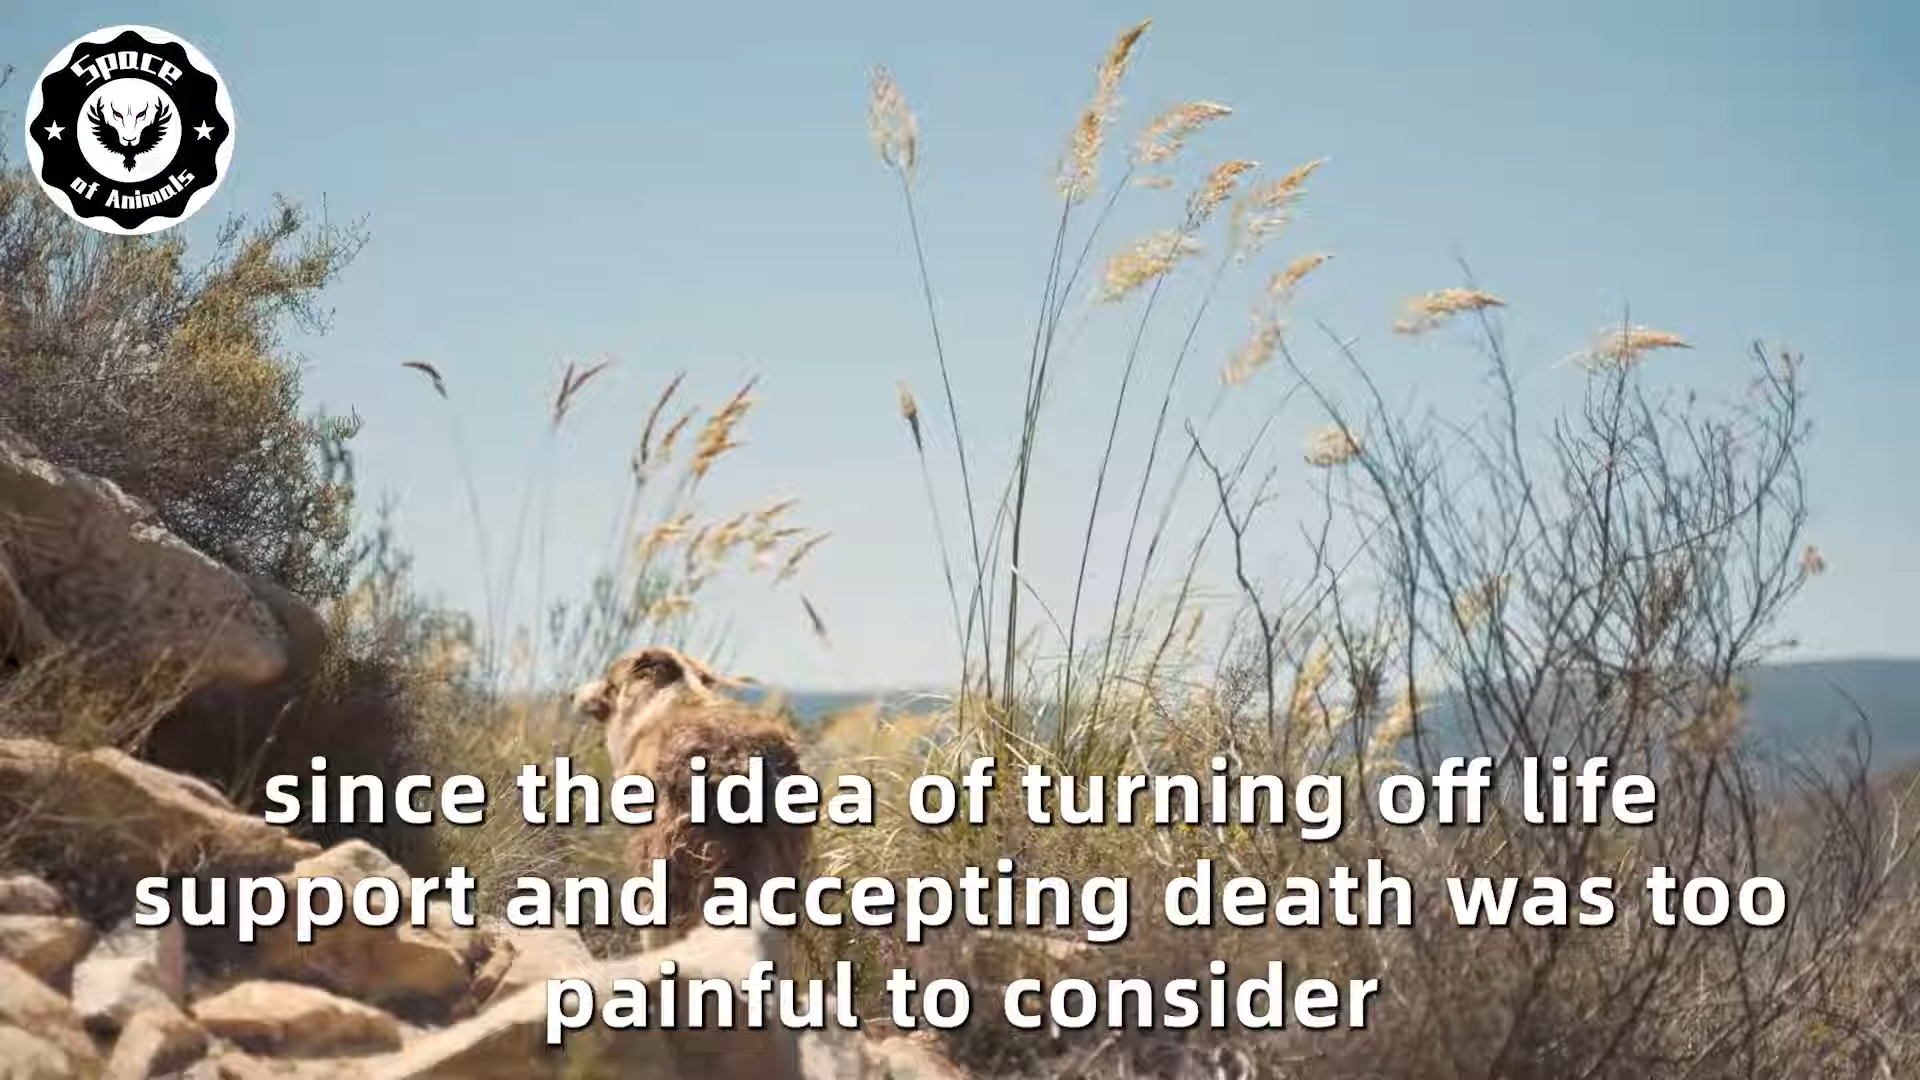 Space
of Animals
since the idea of turning off life
support and accepting death was too
painful to consider